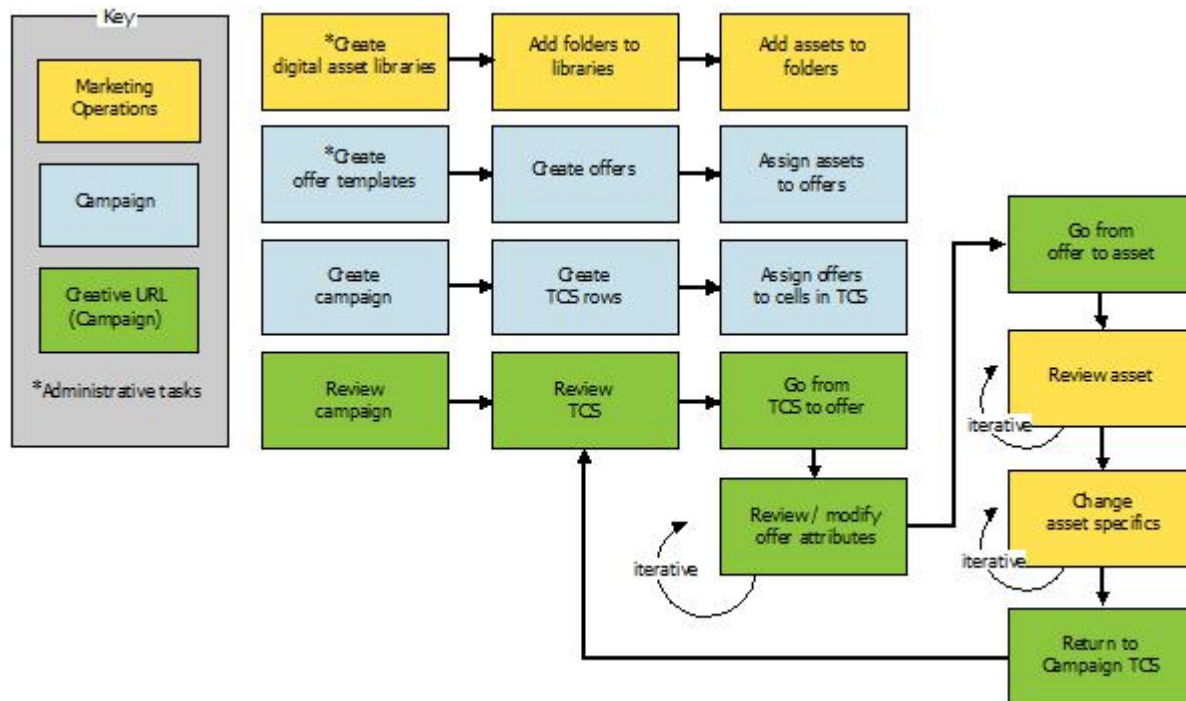 Key
Marketing
Operations
Campaign
Creative URL
(Campaign)
*Administrative tasks
*Create
digital asset libraries
Add folders to
libraries
Add assets to
folders
*Create
offer templates
Create offers
Assign assets
to offers
Create
campaign
Create
TCS rows
Assign offers
to cells in TCS
Review
campaign
Review
TCS
Go from
TCS to offer
Review / modify
offer attributes
iterative
Go from
offer to asset
Review asset
iterative
Change
asset specifics
iterative
Return to
Campaign TCS